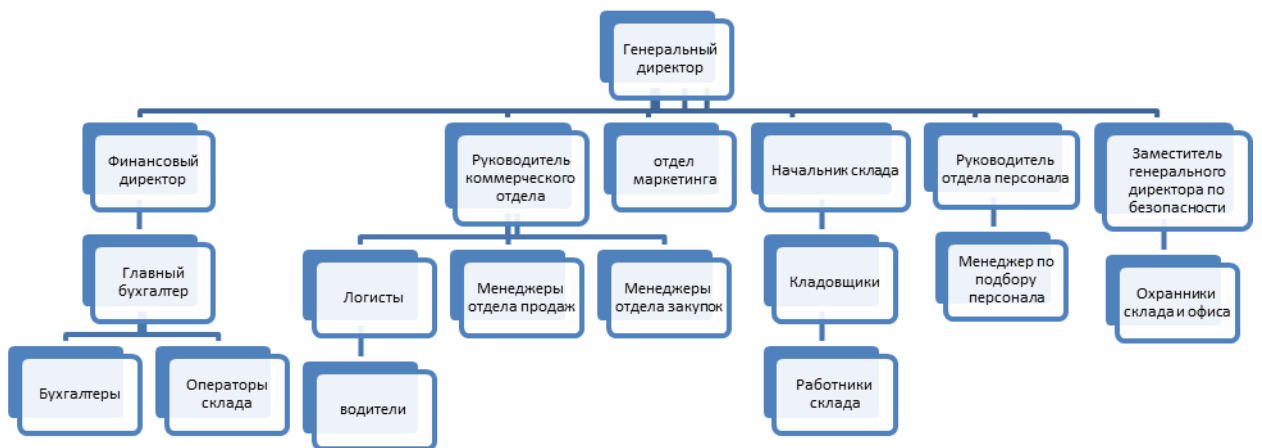 Генеральный
директор
Финансовый
директор
Руководитель
коммерческого
отдела
отдел
маркетинга
Начальник склада
Руководитель
отдела персонала
Заместитель
генерального
директора по
безопасности
Главный
бухгалтер
Логисты
Менеджеры
отдела продаж
Менеджеры
отдела закупок
Кладовщики
Менеджер по
подбору
персонала
Охранники
склада и офиса
Бухгалтеры
Операторы
склада
водители
Работники
склада